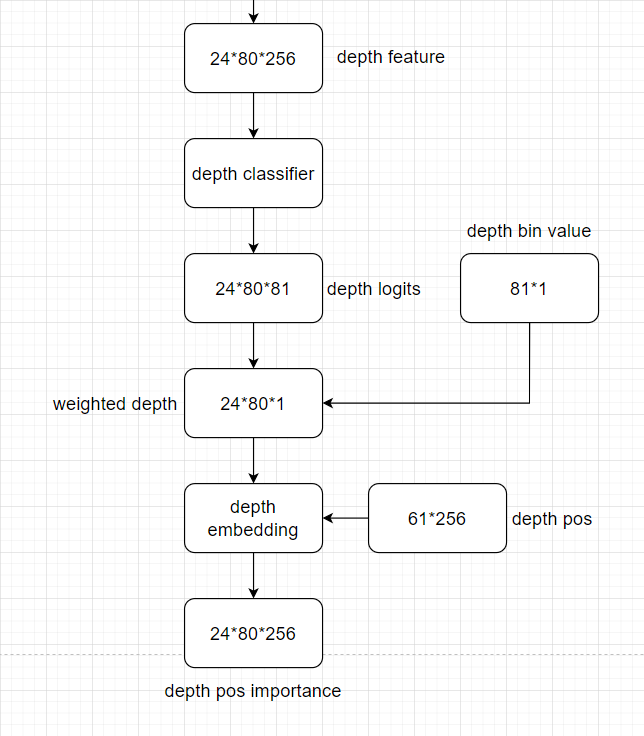 24*80*256
depth feature
depth classifier
depth bin value
24*80*81
depth logits
81*1
weighted depth
24*80*1
depth
embedding
61*256
depth pos
24*80*256
depth pos importance